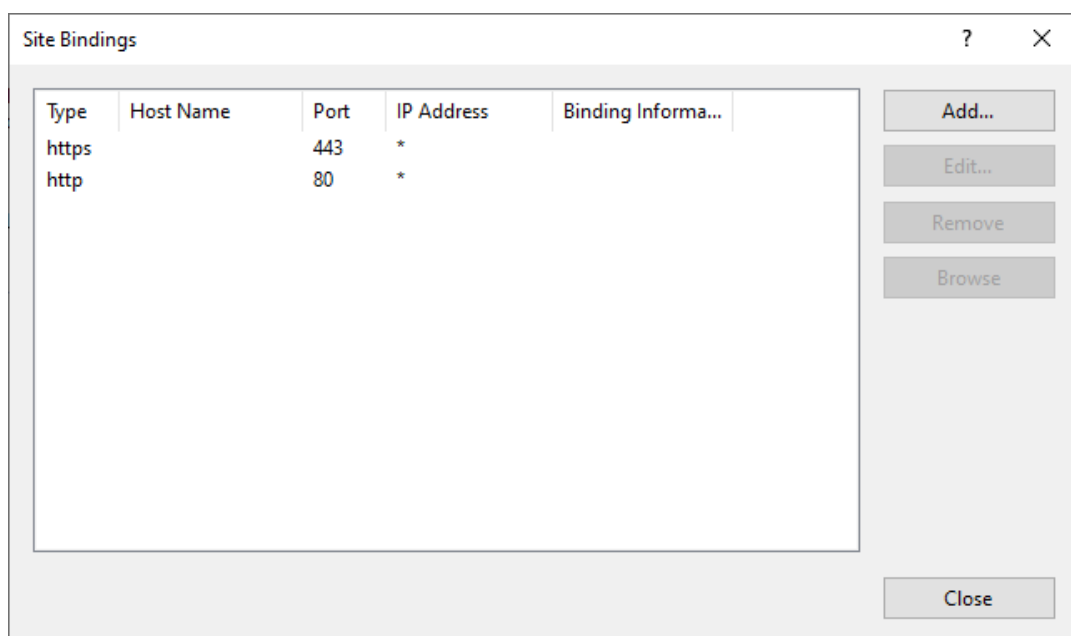 Site Bindings ? ×
Type Host Name Port IP Address Binding Informa... Add...
https 443 *
Edit...
http 80 *
Remove
Browse
Close